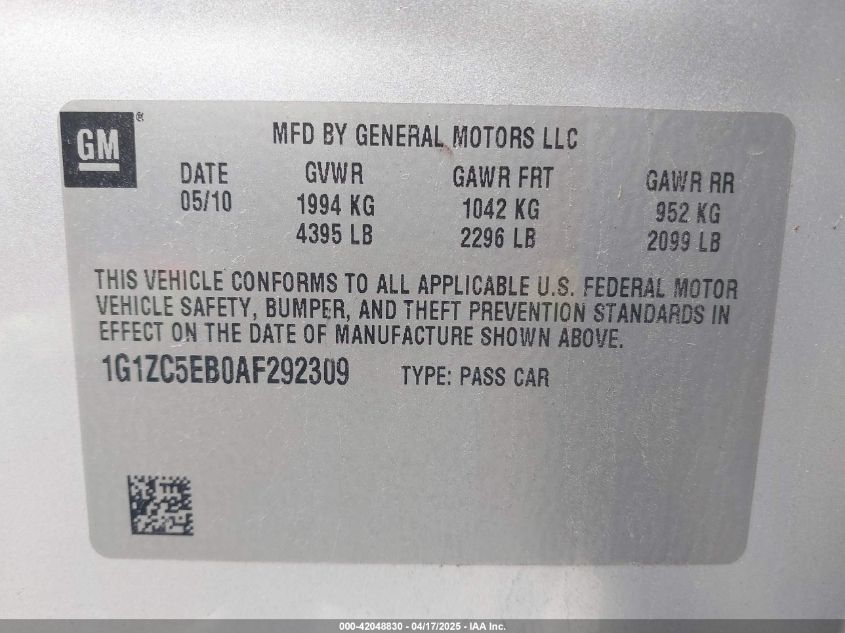 GM®
MFD BY GENERAL MOTORS LLC
DATE GVWR GAWR FRT GAWR RR
05/10 1994 KG 1042 KG 952 KG
4395 LB 2296 LB 2099 LB
THIS VEHICLE CONFORMS TO ALL APPLICABLE U.S. FEDERAL MOTOR
VEHICLE SAFETY, BUMPER, AND THEFT PREVENTION STANDARDS IN
EFFECT ON THE DATE OF MANUFACTURE SHOWN ABOVE.
1G1ZC5EB0AF292309 TYPE: PASS CAR
000-42048830 - 04/17/2025 - IAA Inc.